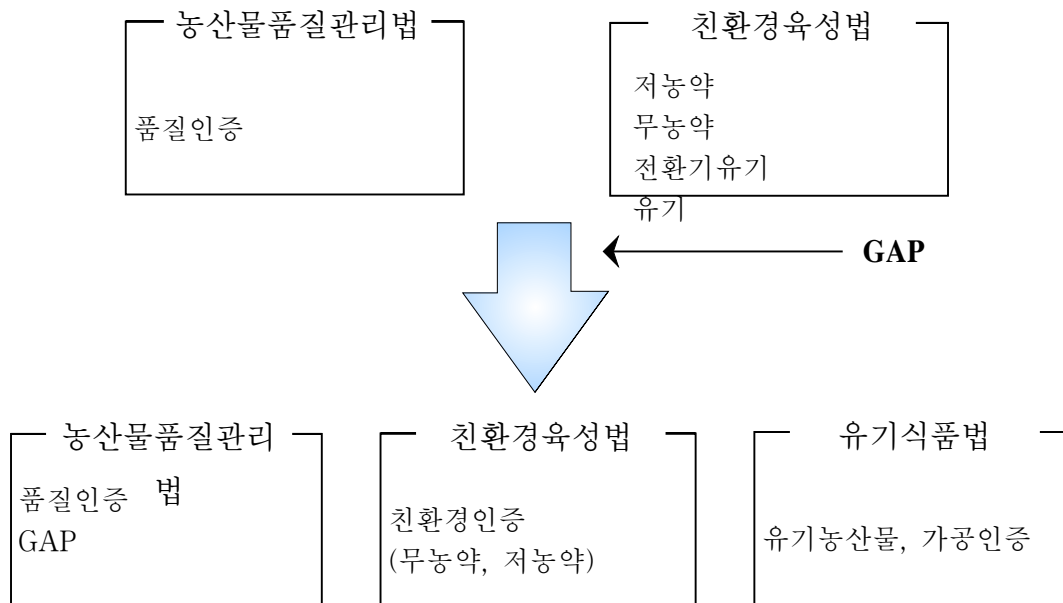 농산물품질관리법
품질인증
친환경육성법
저농약
무농약
전환기유기
유기
GAP
농산물품질관리
법
품질인증
GAP
친환경육성법
친환경인증
(무농약, 저농약)
유기식품법
유기농산물, 가공인증